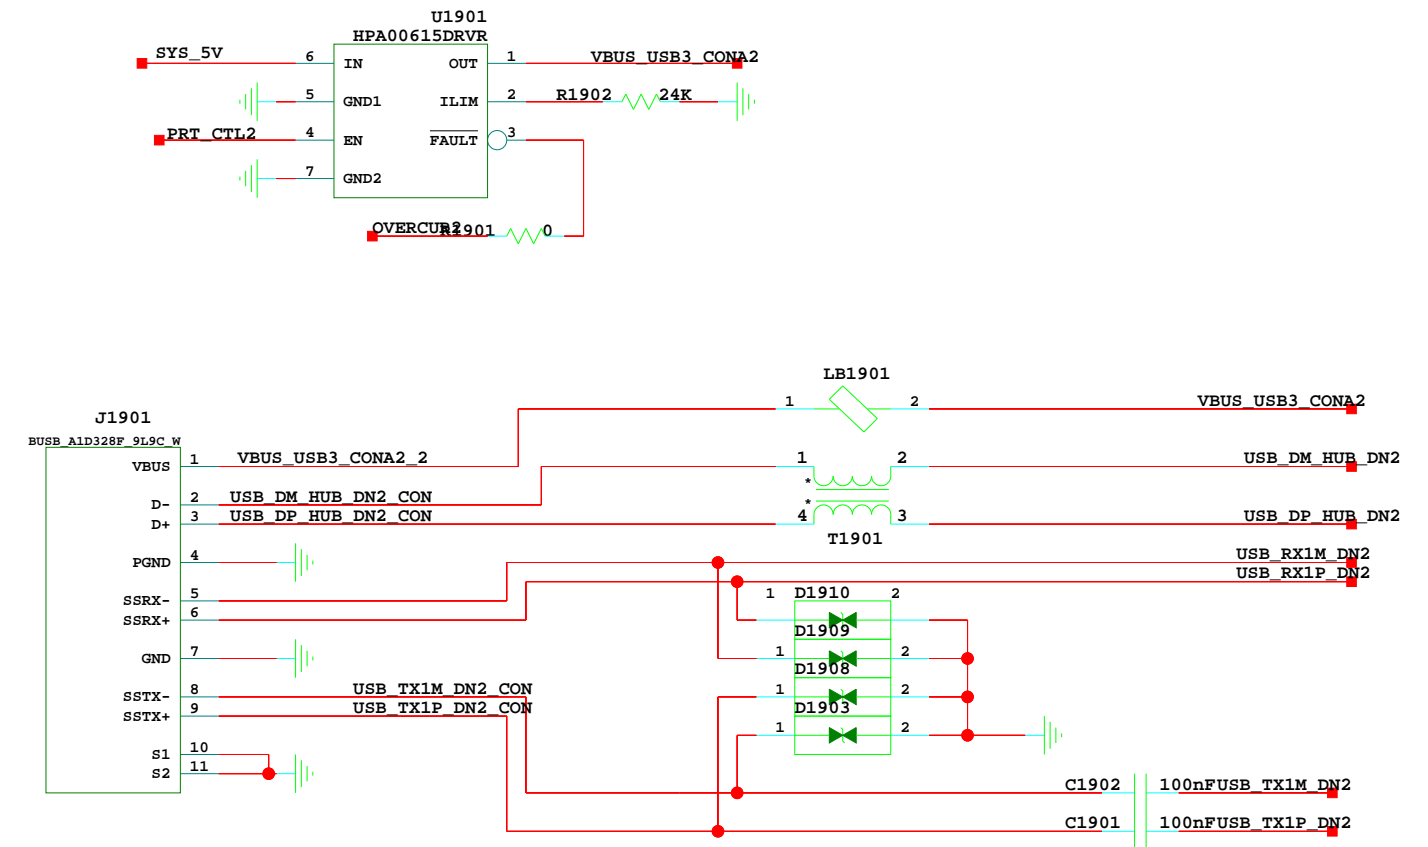 U1901
HPA00615DRVR
SYS_5V 6 IN OUT 1 VBUS_USB3_CONA2
5 GND1 ILIM 2 R1902 24K
PRT_CTL2 4 EN FAULT 3
7 GND2
OVERCUR2 R1901 0
LB1901
1 2 VBUS_USB3_CONA2
J1901
BUSB_A1D328F_9L9C_W
VBUS 1 VBUS_USB3_CONA2_2 1 2 USB_DM_HUB_DN2
*
D- 2 USB_DM_HUB_DN2_CON *
D+ 3 USB_DP_HUB_DN2_CON 4 3 USB_DP_HUB_DN2
T1901
PGND 4 USB_RX1M_DN2
USB_RX1P_DN2
SSRX- 5 1 D1910 2
SSRX+ 6
D1909
GND 7 1 2
D1908
SSTX- 8 USB_TX1M_DN2_CON 1 2
SSTX+ 9 USB_TX1P_DN2_CON D1903
1 2
S1 10
S2 11
C1902 100nF USB_TX1M_DN2
C1901 100nF USB_TX1P_DN2